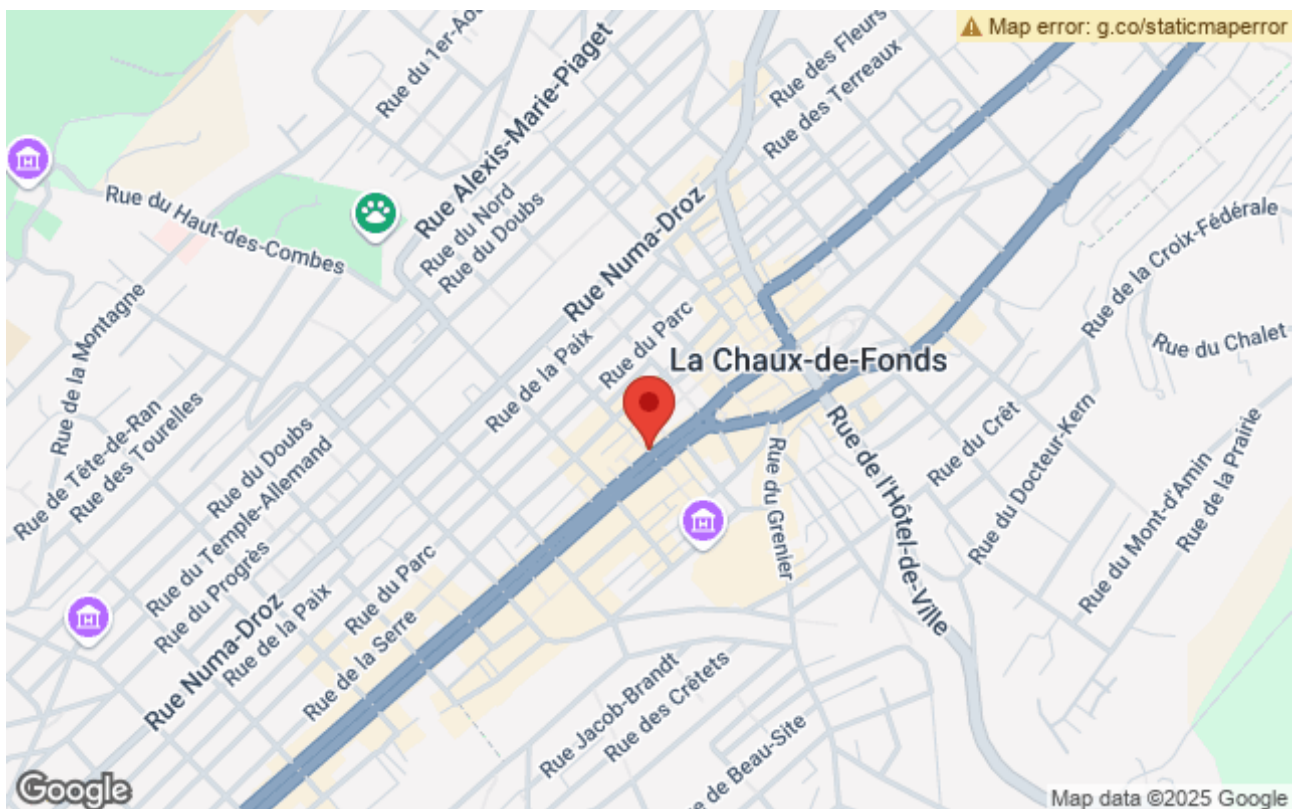 Map error: g.co/staticmaperror
Rue du 1er-Aoû
Rue Alexis-Marie-Piaget
Rue des Fleurs
Rue des Terreaux
Rue du Haut-des-Combes
Rue du Nord
Rue du Doubs
Rue Numa-Droz
Rue de la Croix-Fédérale
Rue du Chalet
Rue de la Montagne
Rue de la Paix
Rue du Parc
La Chaux-de-Fonds
Rue de Tête-de-Ran
Rue des Tourelles
Rue du Doubs
Rue du Temple-Allemand
Rue du Progrès
Rue Numa-Droz
Rue de la Paix
Rue du Parc
Rue de la Serre
Rue du Grenier
Rue de l'Hôtel-de-Ville
Rue du Crêt
Rue du Docteur-Kern
Rue du Mont-d'Amin
Rue de la Prairie
Rue Jacob-Brandt
Rue des Crêtets
e de Beau-Site
Google
Map data ©2025 Google